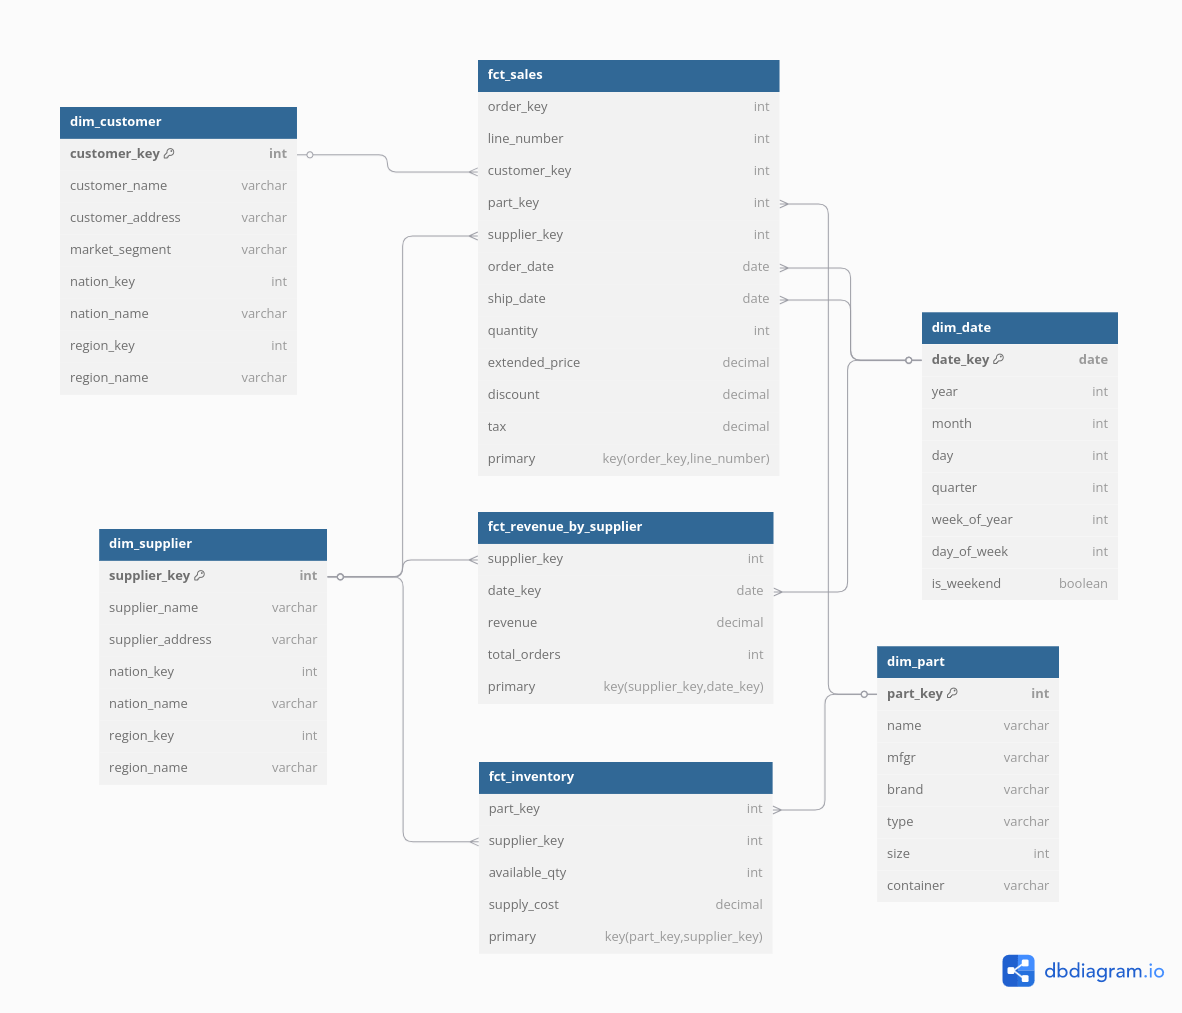 dim_customer
customer_key int
customer_name varchar
customer_address varchar
market_segment varchar
nation_key int
nation_name varchar
region_key int
region_name varchar
fct_sales
order_key int
line_number int
customer_key int
part_key int
supplier_key int
order_date date
ship_date date
quantity int
extended_price decimal
discount decimal
tax decimal
primary key(order_key,line_number)
dim_date
date_key date
year int
month int
day int
quarter int
week_of_year int
day_of_week int
is_weekend boolean
dim_supplier
supplier_key int
supplier_name varchar
supplier_address varchar
nation_key int
nation_name varchar
region_key int
region_name varchar
fct_revenue_by_supplier
supplier_key int
date_key date
revenue decimal
total_orders int
primary key(supplier_key,date_key)
dim_part
part_key int
name varchar
mfgr varchar
brand varchar
type varchar
size int
container varchar
fct_inventory
part_key int
supplier_key int
available_qty int
supply_cost decimal
primary key(part_key,supplier_key)
dbdiagram.io